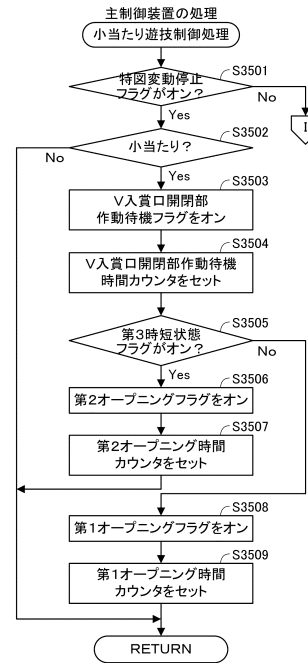 主制御装置の処理
小当たり遊技制御処理
S3501
特図変動停止
フラグがオン?
No
Yes
I
S3502
小当たり?
No
Yes
S3503
V入賞口開閉部
作動待機フラグをオン
S3504
V入賞口開閉部作動待機
時間カウンタをセット
S3505
第3時短状態
フラグがオン?
No
Yes
S3506
第2オープニングフラグをオン
S3507
第2オープニング時間
カウンタをセット
S3508
第1オープニングフラグをオン
S3509
第1オープニング時間
カウンタをセット
RETURN